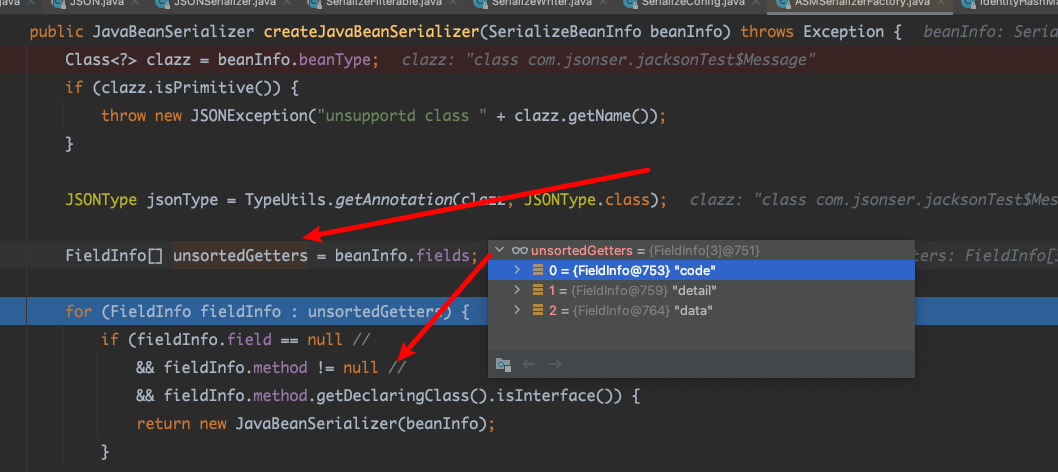 java JSON.java JSONSerializer.java SerializeFilterable.java SerializeWriter.java SerializeConfig.java ASMSerializerFactory.java IdentityHashMa
public JavaBeanSerializer createJavaBeanSerializer(SerializeBeanInfo beanInfo) throws Exception { beanInfo: Seria
Class<?> clazz = beanInfo.beanType; clazz: "class com.jsonser.jacksonTest$Message"
if (clazz.isPrimitive()) {
throw new JSONException("unsupportd class " + clazz.getName());
}
JSONType jsonType = TypeUtils.getAnnotation(clazz, JSONType.class); clazz: "class com.jsonser.jacksonTest$Mes
FieldInfo[] unsortedGetters = beanInfo.fields; ters: FieldInfo[3
unsortedGetters = {FieldInfo[3]@751}
0 = {FieldInfo@753} "code"
1 = {FieldInfo@759} "detail"
2 = {FieldInfo@764} "data"
for (FieldInfo fieldInfo : unsortedGetters) {
if (fieldInfo.field == null //
&& fieldInfo.method != null //
&& fieldInfo.method.getDeclaringClass().isInterface()) {
return new JavaBeanSerializer(beanInfo);
}